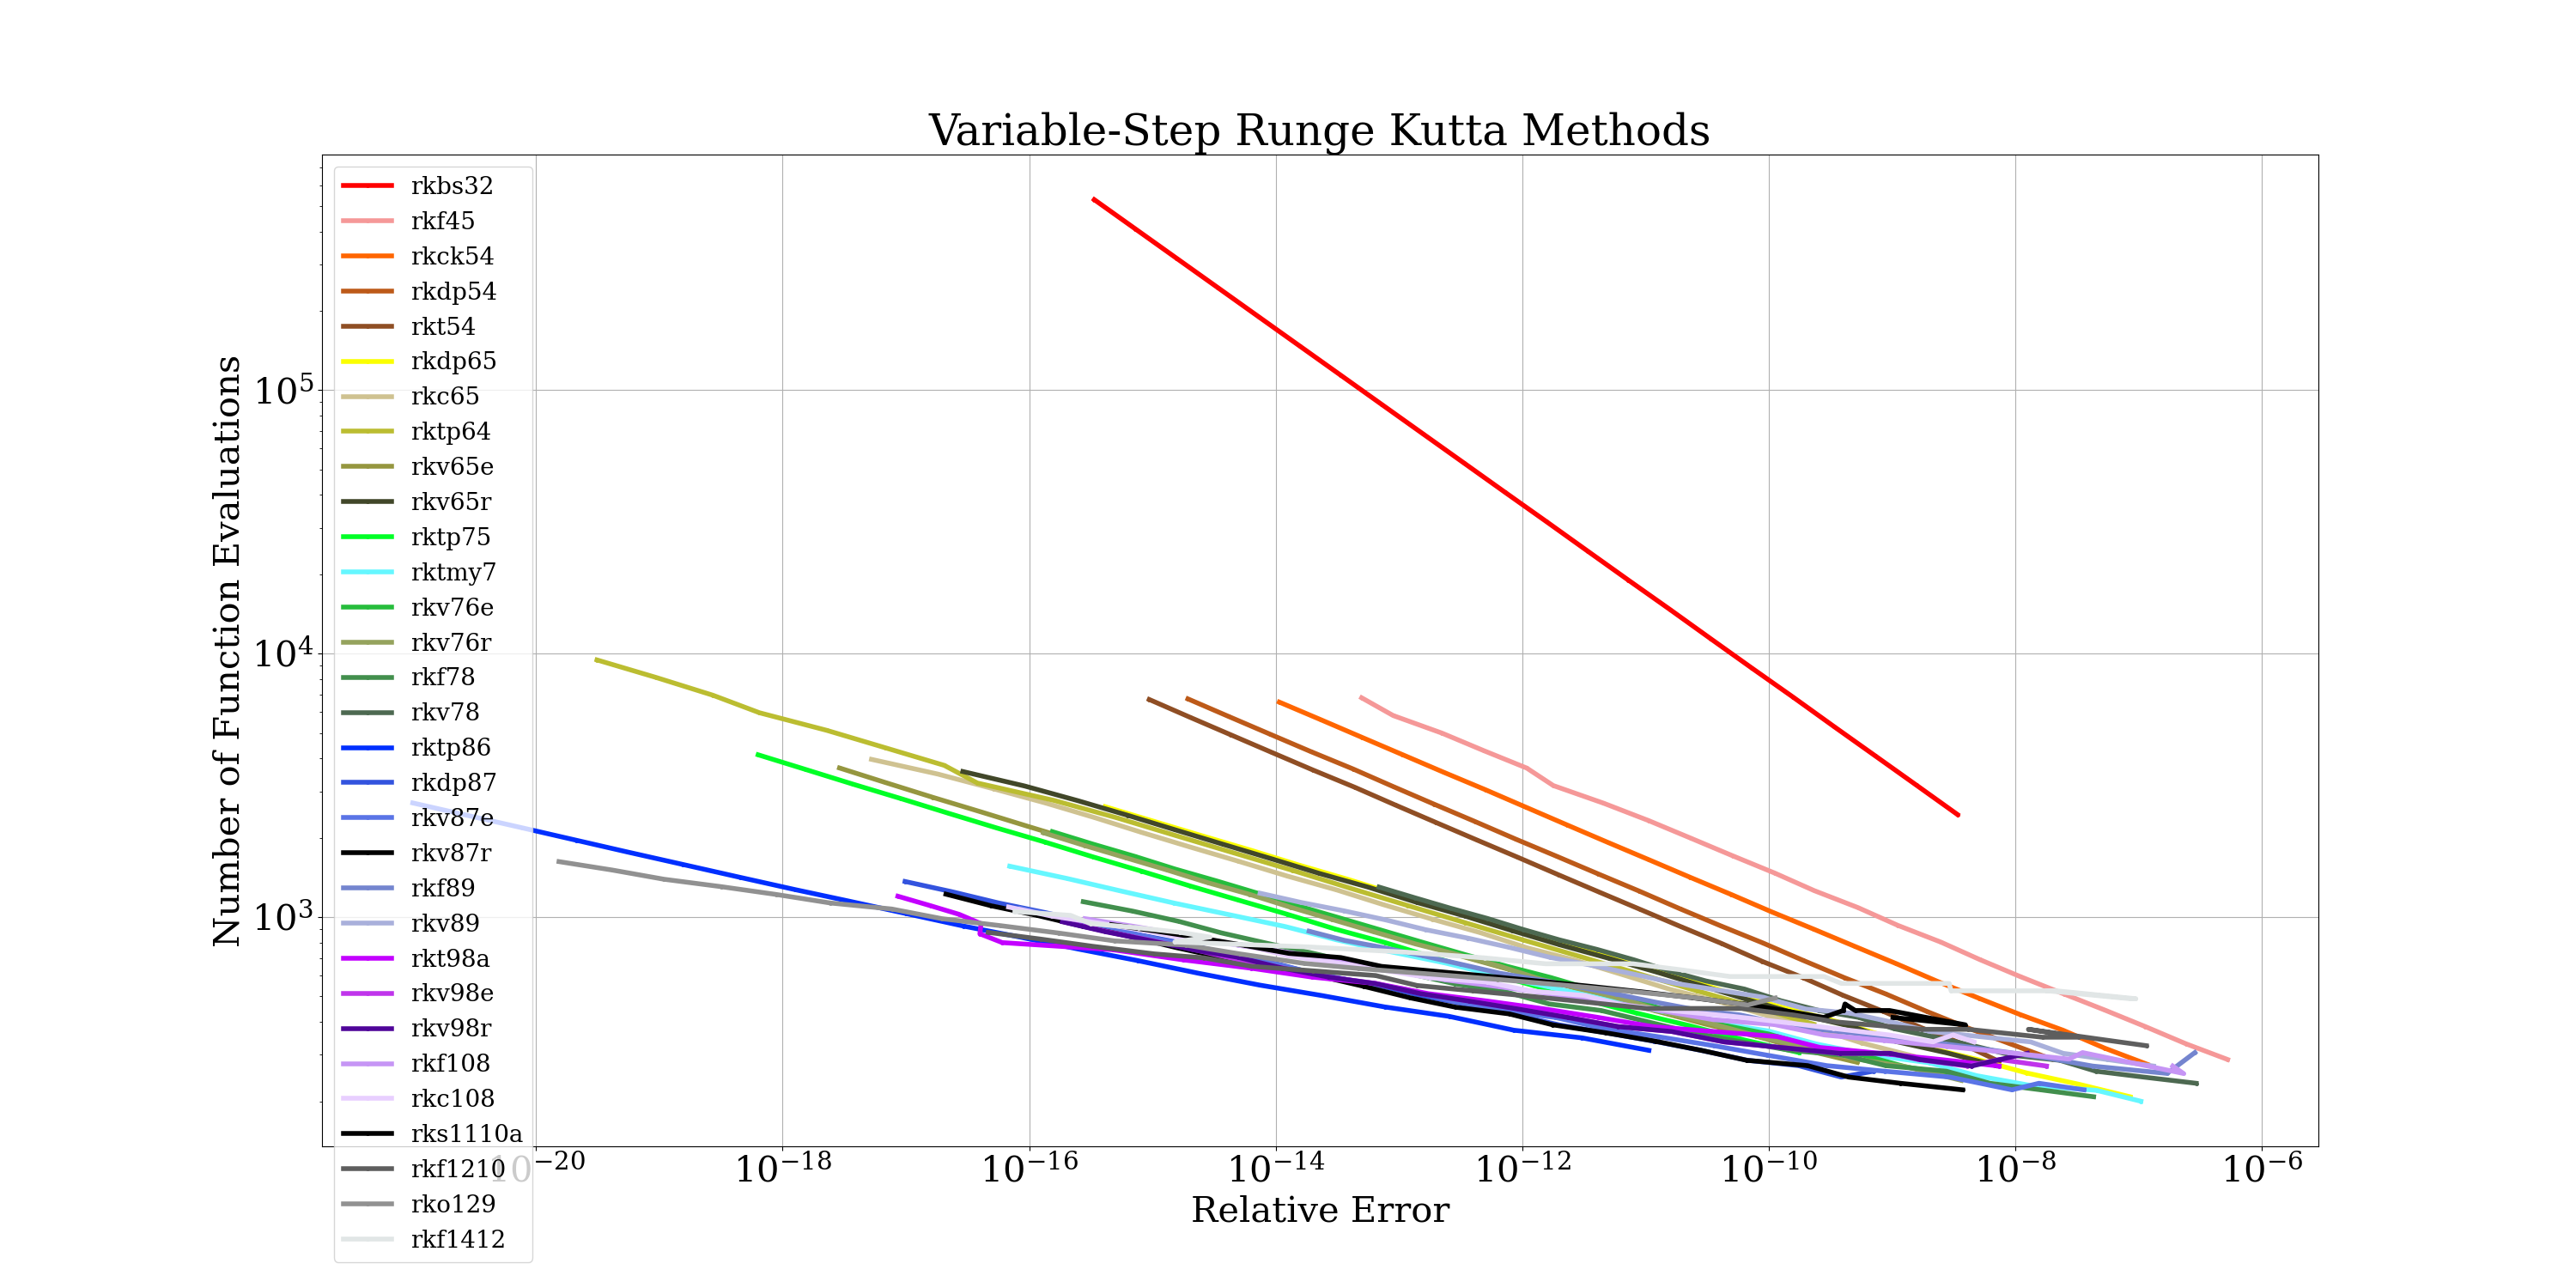 Variable-Step Runge Kutta Methods
Number of Function Evaluations
10^5
10^4
10^3
rkbs32
rkf45
rkck54
rkdp54
rkt54
rkdp65
rkc65
rktp64
rkv65e
rkv65r
rktp75
rktmy7
rkv76e
rkv76r
rkf78
rkv78
rktp86
rkdp87
rkv87e
rkv87r
rkf89
rkv89
rkt98a
rkv98e
rkv98r
rkf108
rkc108
rks1110a
rkf1210
rko129
rkf1412
10^−20 10^−18 10^−16 10^−14 10^−12 10^−10 10^−8 10^−6
Relative Error